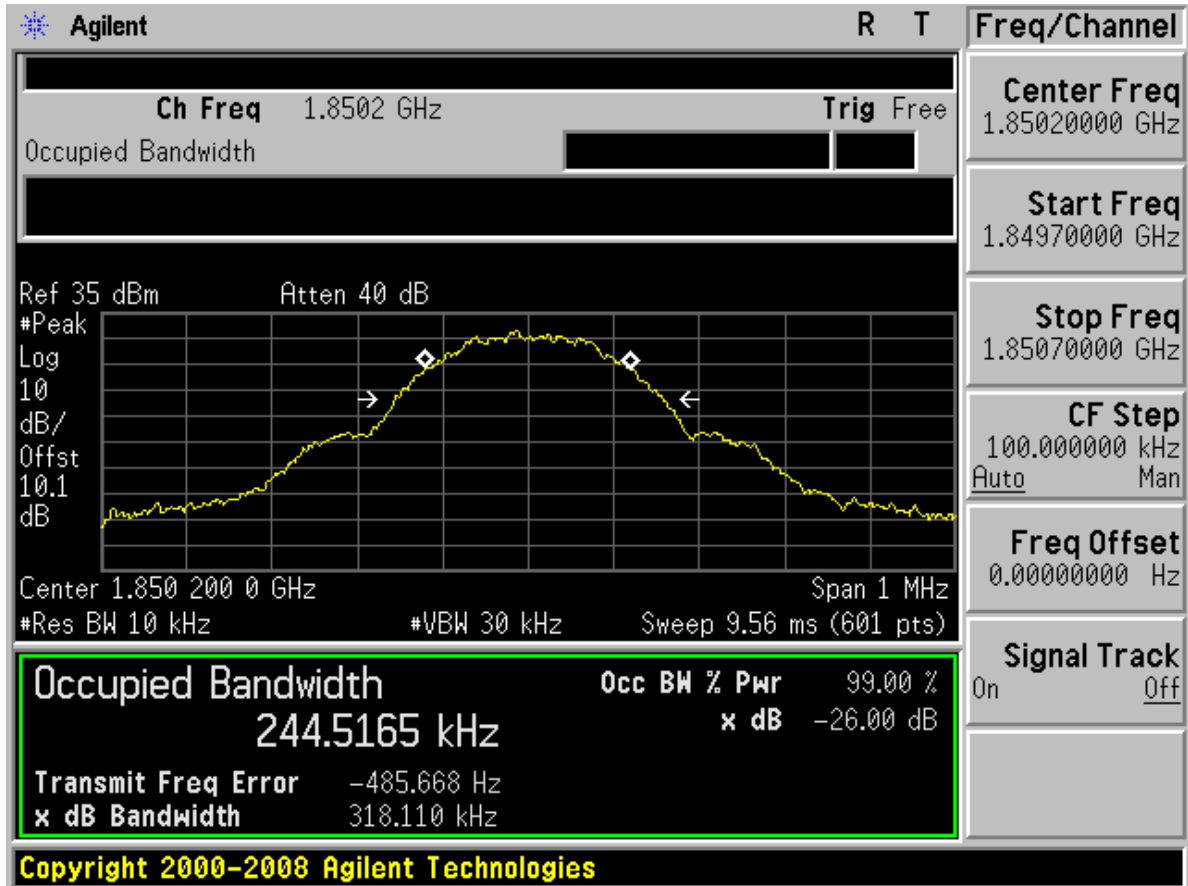 Agilent R T
Ch Freq 1.8502 GHz Trig Free
Occupied Bandwidth
Ref 35 dBm Atten 40 dB
#Peak
Log
10
dB/
Offst
10.1
dB
Center 1.850 200 0 GHz Span 1 MHz
#Res BW 10 kHz #VBW 30 kHz Sweep 9.56 ms (601 pts)
Occupied Bandwidth
244.5165 kHz
Occ BW % Pwr 99.00 %
x dB -26.00 dB
Transmit Freq Error -485.668 Hz
x dB Bandwidth 318.110 kHz
Copyright 2000-2008 Agilent Technologies
Freq/Channel
Center Freq
1.85020000 GHz
Start Freq
1.84970000 GHz
Stop Freq
1.85070000 GHz
CF Step
100.000000 kHz
Auto Man
Freq Offset
0.00000000 Hz
Signal Track
On Off